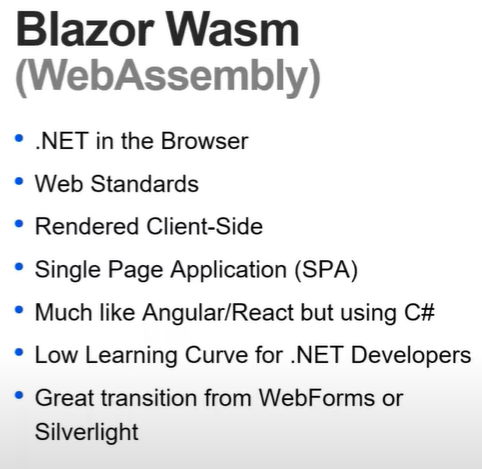 Blazor Wasm
(WebAssembly)
• .NET in the Browser
• Web Standards
• Rendered Client-Side
• Single Page Application (SPA)
• Much like Angular/React but using C#
• Low Learning Curve for .NET Developers
• Great transition from WebForms or
Silverlight